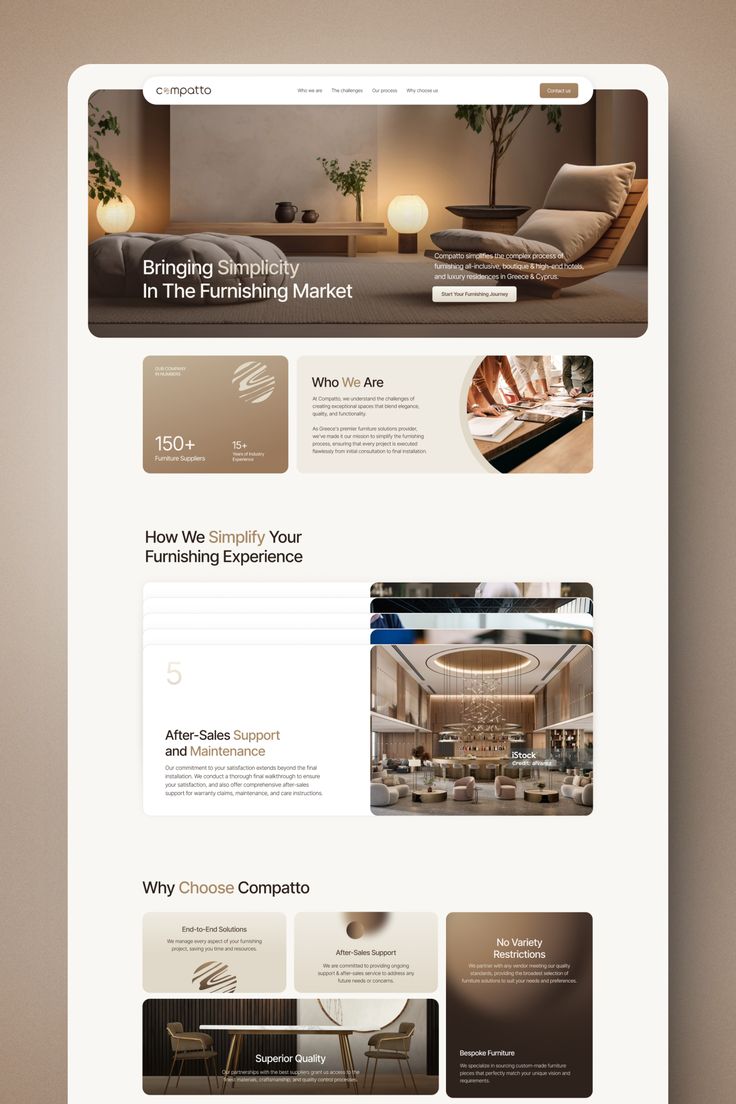 compatto
Who we are
The challenges
Our process
Why choose us
Contact us
Bringing Simplicity
In The Furnishing Market
Compatto simplifies the complex process of
furnishing all-inclusive, boutique & high-end hotels,
and luxury residences in Greece & Cyprus.
Start Your Furnishing Journey
OUR COMPANY
IN NUMBERS
150+
Furniture Suppliers
15+
Years of Industry
Experience
Who We Are
At Compatto, we understand the challenges of
creating exceptional spaces that blend elegance,
quality, and functionality.
As Greece's premier furniture solutions provider,
we've made it our mission to simplify the furnishing
process, ensuring that every project is executed
flawlessly from initial consultation to final installation.
How We Simplify Your
Furnishing Experience
5
After-Sales Support
and Maintenance
Our commitment to your satisfaction extends beyond the final
installation. We conduct a thorough final walkthrough to ensure
your satisfaction, and also offer comprehensive after-sales
support for warranty claims, maintenance, and care instructions.
iStock
Credit: alvarez
Why Choose Compatto
End-to-End Solutions
We manage every aspect of your furnishing
project, saving you time and resources.
After-Sales Support
We are committed to providing ongoing
support & after-sales service to address any
future needs or concerns.
No Variety
Restrictions
We partner with any vendor meeting our quality
standards, providing the broadest selection of
furniture solutions to suit your needs and preferences.
Superior Quality
Our partnerships with the best suppliers grant us access to the
finest materials, craftsmanship, and quality control processes.
Bespoke Furniture
We specialize in sourcing custom-made furniture
pieces that perfectly match your unique vision and
requirements.